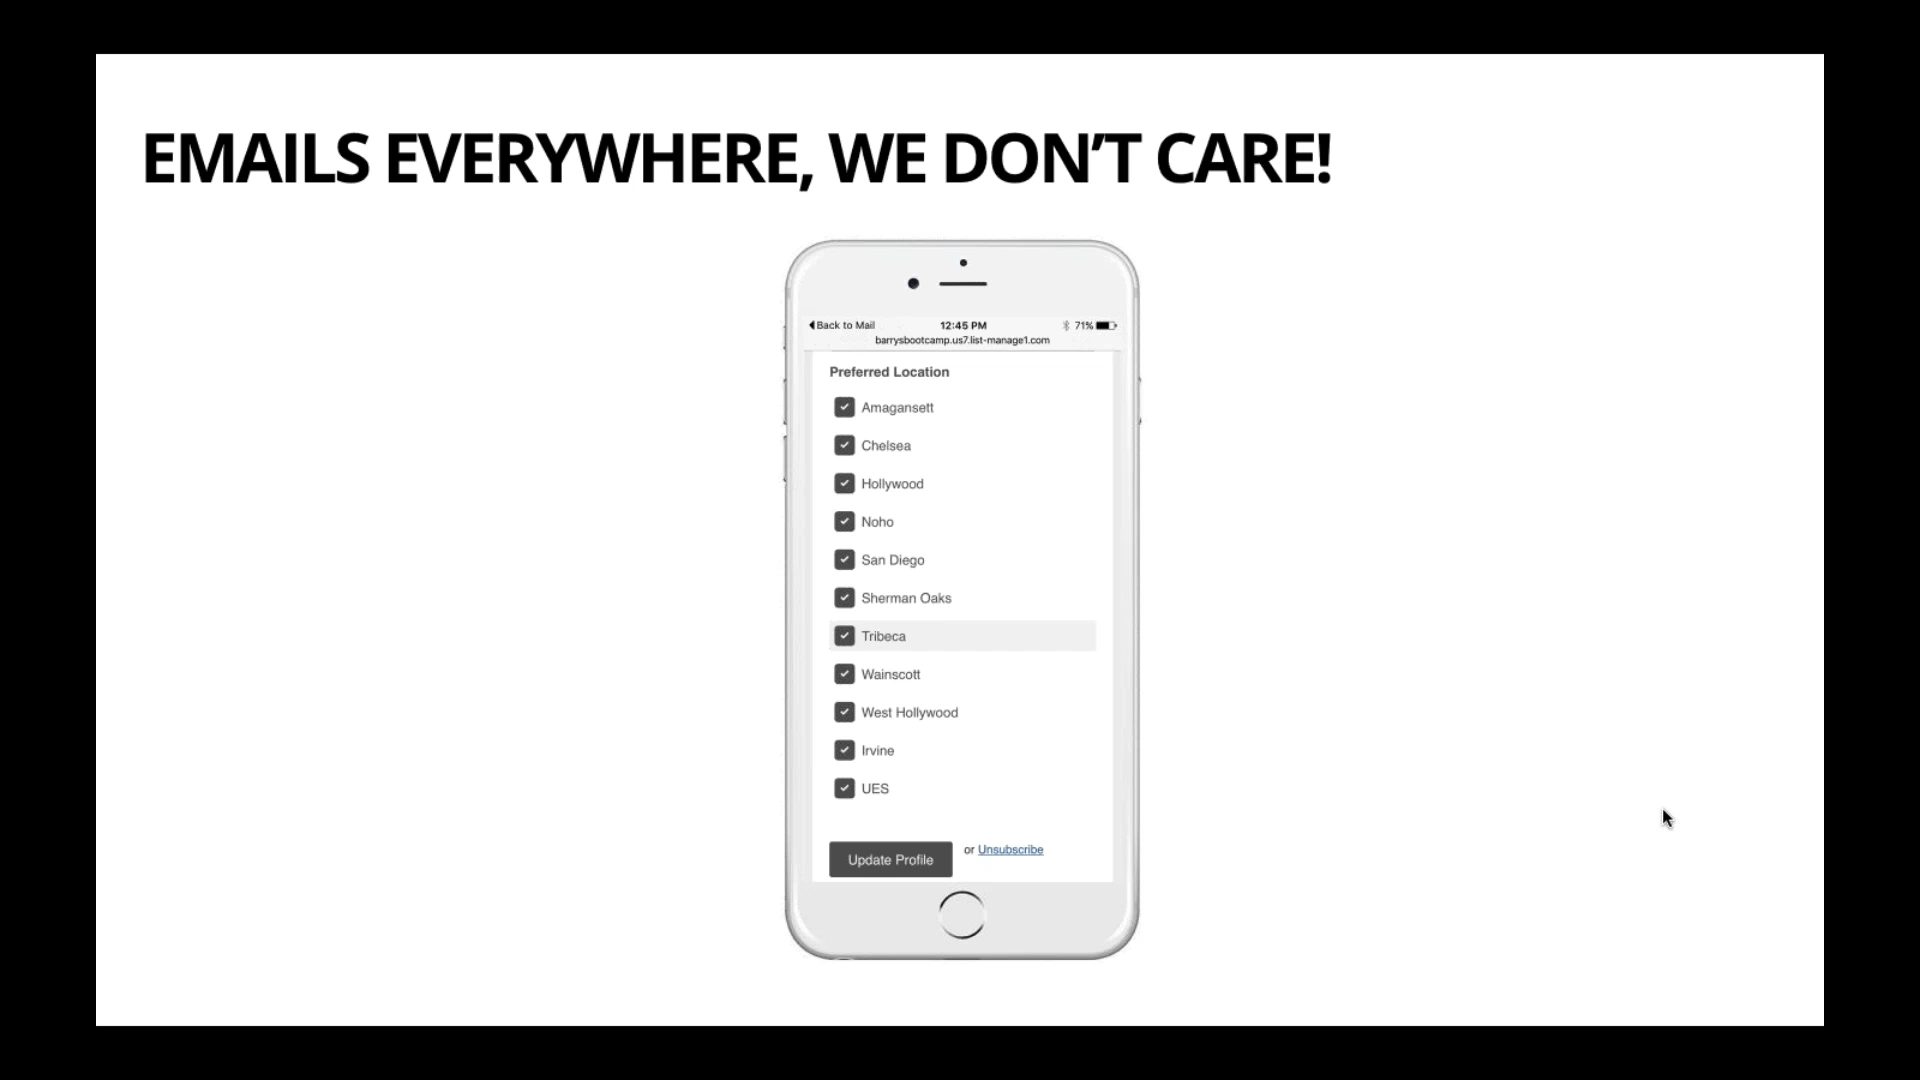 EMAILS EVERYWHERE, WE DON’T CARE!
Back to Mail 12:45 PM 71%
barrysbootcamp.us7.list-manage1.com
Preferred Location
Amagansett
Chelsea
Hollywood
Noho
San Diego
Sherman Oaks
Tribeca
Wainscott
West Hollywood
Irvine
UES
Update Profile or Unsubscribe